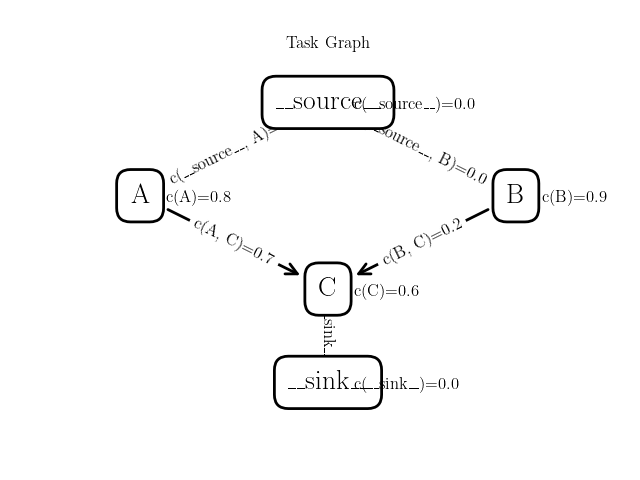 Task Graph
__source__
c(__source__)=0.0
c(__source__, A)=
source__, B)=0.0
A
c(A)=0.8
B
c(B)=0.9
c(A, C)=0.7
c(B, C)=0.2
C
c(C)=0.6
sink_
__sink__
c(__sink__)=0.0